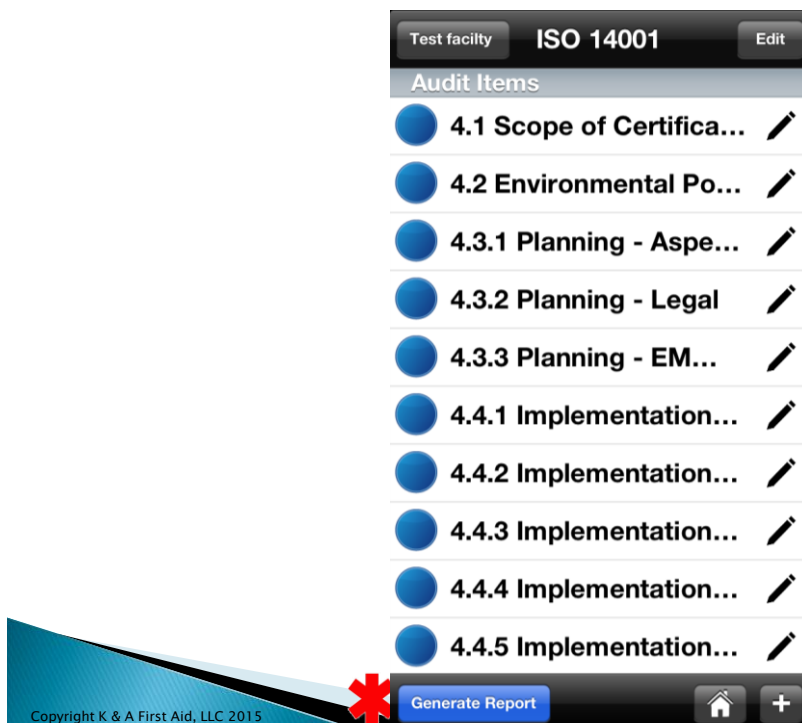 Test facilty ISO 14001 Edit
Audit Items
4.1 Scope of Certifica...
4.2 Environmental Po...
4.3.1 Planning - Aspe...
4.3.2 Planning - Legal
4.3.3 Planning - EM...
4.4.1 Implementation...
4.4.2 Implementation...
4.4.3 Implementation...
4.4.4 Implementation...
4.4.5 Implementation...
Generate Report +
Copyright K & A First Aid, LLC 2015